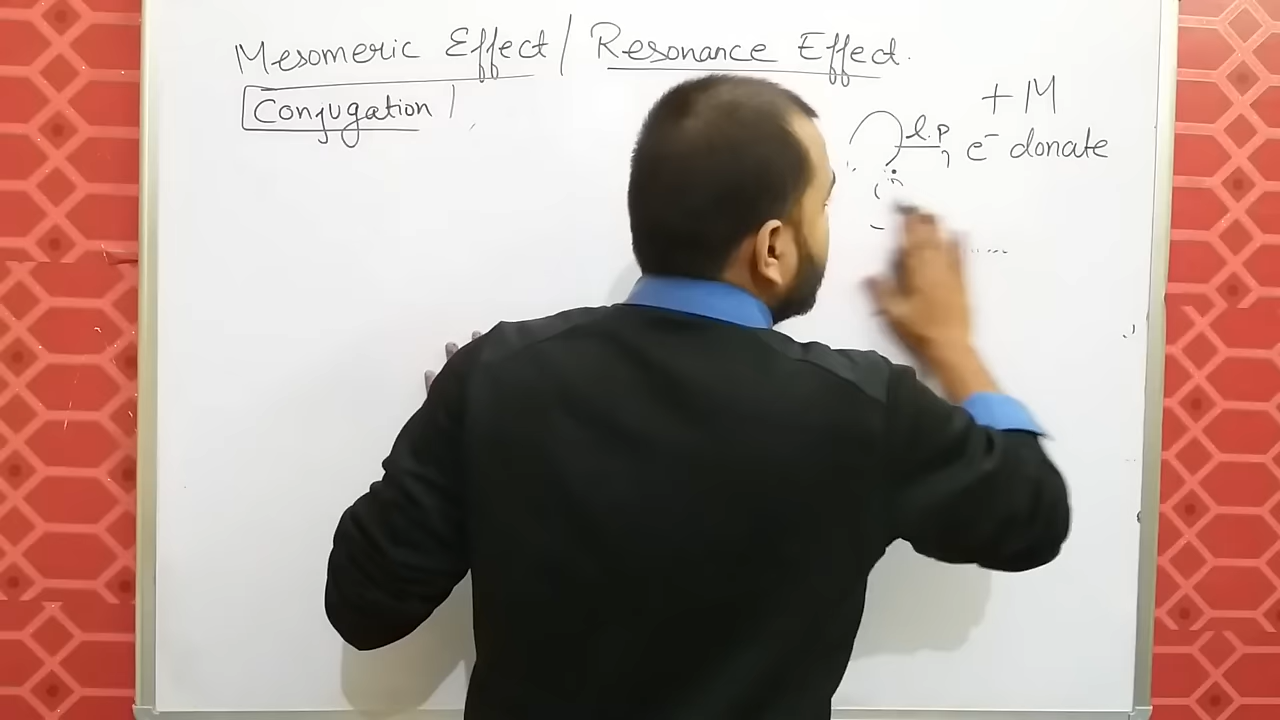 Mesomeric Effect / Resonance Effect.
Conjugation
+ M
l.p e⁻ donate